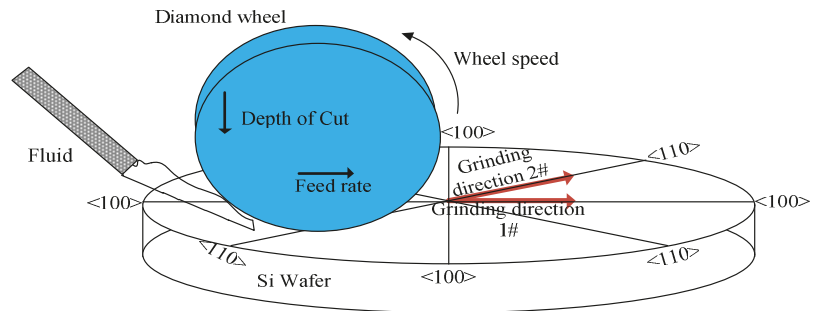 Diamond wheel
Wheel speed
Depth of Cut
<100>
<110>
Grinding
direction 2#
Fluid
Feed rate
<100>
Grinding direction
1#
<100>
<110>
<110>
<100>
Si Wafer